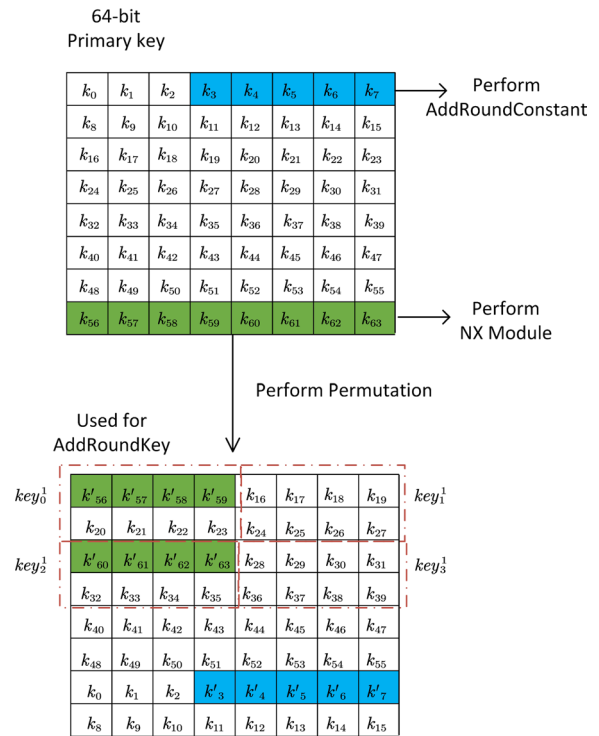 64-bit
Primary key
k₀ k₁ k₂ k₃ k₄ k₅ k₆ k₇
Perform
AddRoundConstant
k₈ k₉ k₁₀ k₁₁ k₁₂ k₁₃ k₁₄ k₁₅
k₁₆ k₁₇ k₁₈ k₁₉ k₂₀ k₂₁ k₂₂ k₂₃
k₂₄ k₂₅ k₂₆ k₂₇ k₂₈ k₂₉ k₃₀ k₃₁
k₃₂ k₃₃ k₃₄ k₃₅ k₃₆ k₃₇ k₃₈ k₃₉
k₄₀ k₄₁ k₄₂ k₄₃ k₄₄ k₄₅ k₄₆ k₄₇
k₄₈ k₄₉ k₅₀ k₅₁ k₅₂ k₅₃ k₅₄ k₅₅
k₅₆ k₅₇ k₅₈ k₅₉ k₆₀ k₆₁ k₆₂ k₆₃
Perform
NX Module
Perform Permutation
Used for
AddRoundKey
key₀¹ k'₅₆ k'₅₇ k'₅₈ k'₅₉ k₁₆ k₁₇ k₁₈ k₁₉ key₁¹
k₂₀ k₂₁ k₂₂ k₂₃ k₂₄ k₂₅ k₂₆ k₂₇
key₂¹ k'₆₀ k'₆₁ k'₆₂ k'₆₃ k₂₈ k₂₉ k₃₀ k₃₁ key₃¹
k₃₂ k₃₃ k₃₄ k₃₅ k₃₆ k₃₇ k₃₈ k₃₉
k₄₀ k₄₁ k₄₂ k₄₃ k₄₄ k₄₅ k₄₆ k₄₇
k₄₈ k₄₉ k₅₀ k₅₁ k₅₂ k₅₃ k₅₄ k₅₅
k₀ k₁ k₂ k'₃ k'₄ k'₅ k'₆ k'₇
k₈ k₉ k₁₀ k₁₁ k₁₂ k₁₃ k₁₄ k₁₅